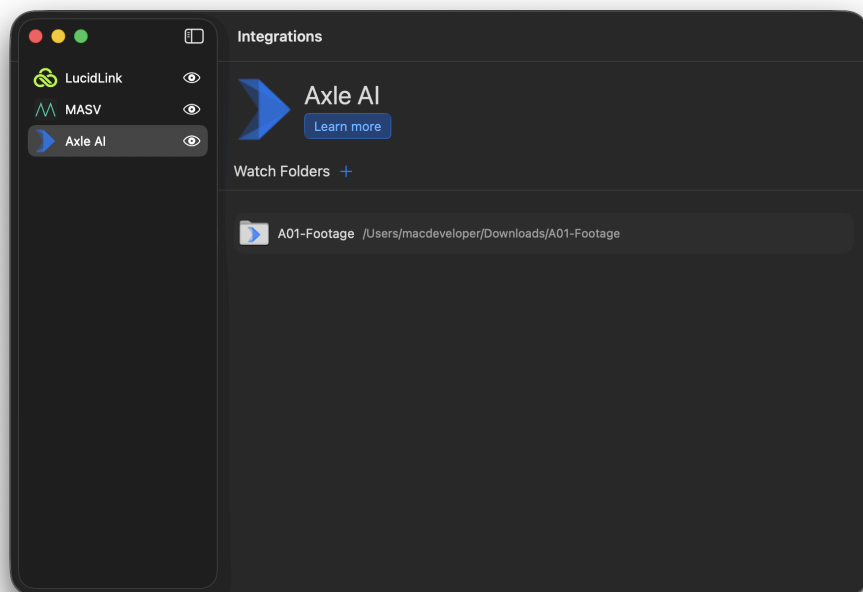 Integrations
LucidLink
MASV
Axle AI
Axle AI
Learn more
Watch Folders +
A01-Footage /Users/macdeveloper/Downloads/A01-Footage